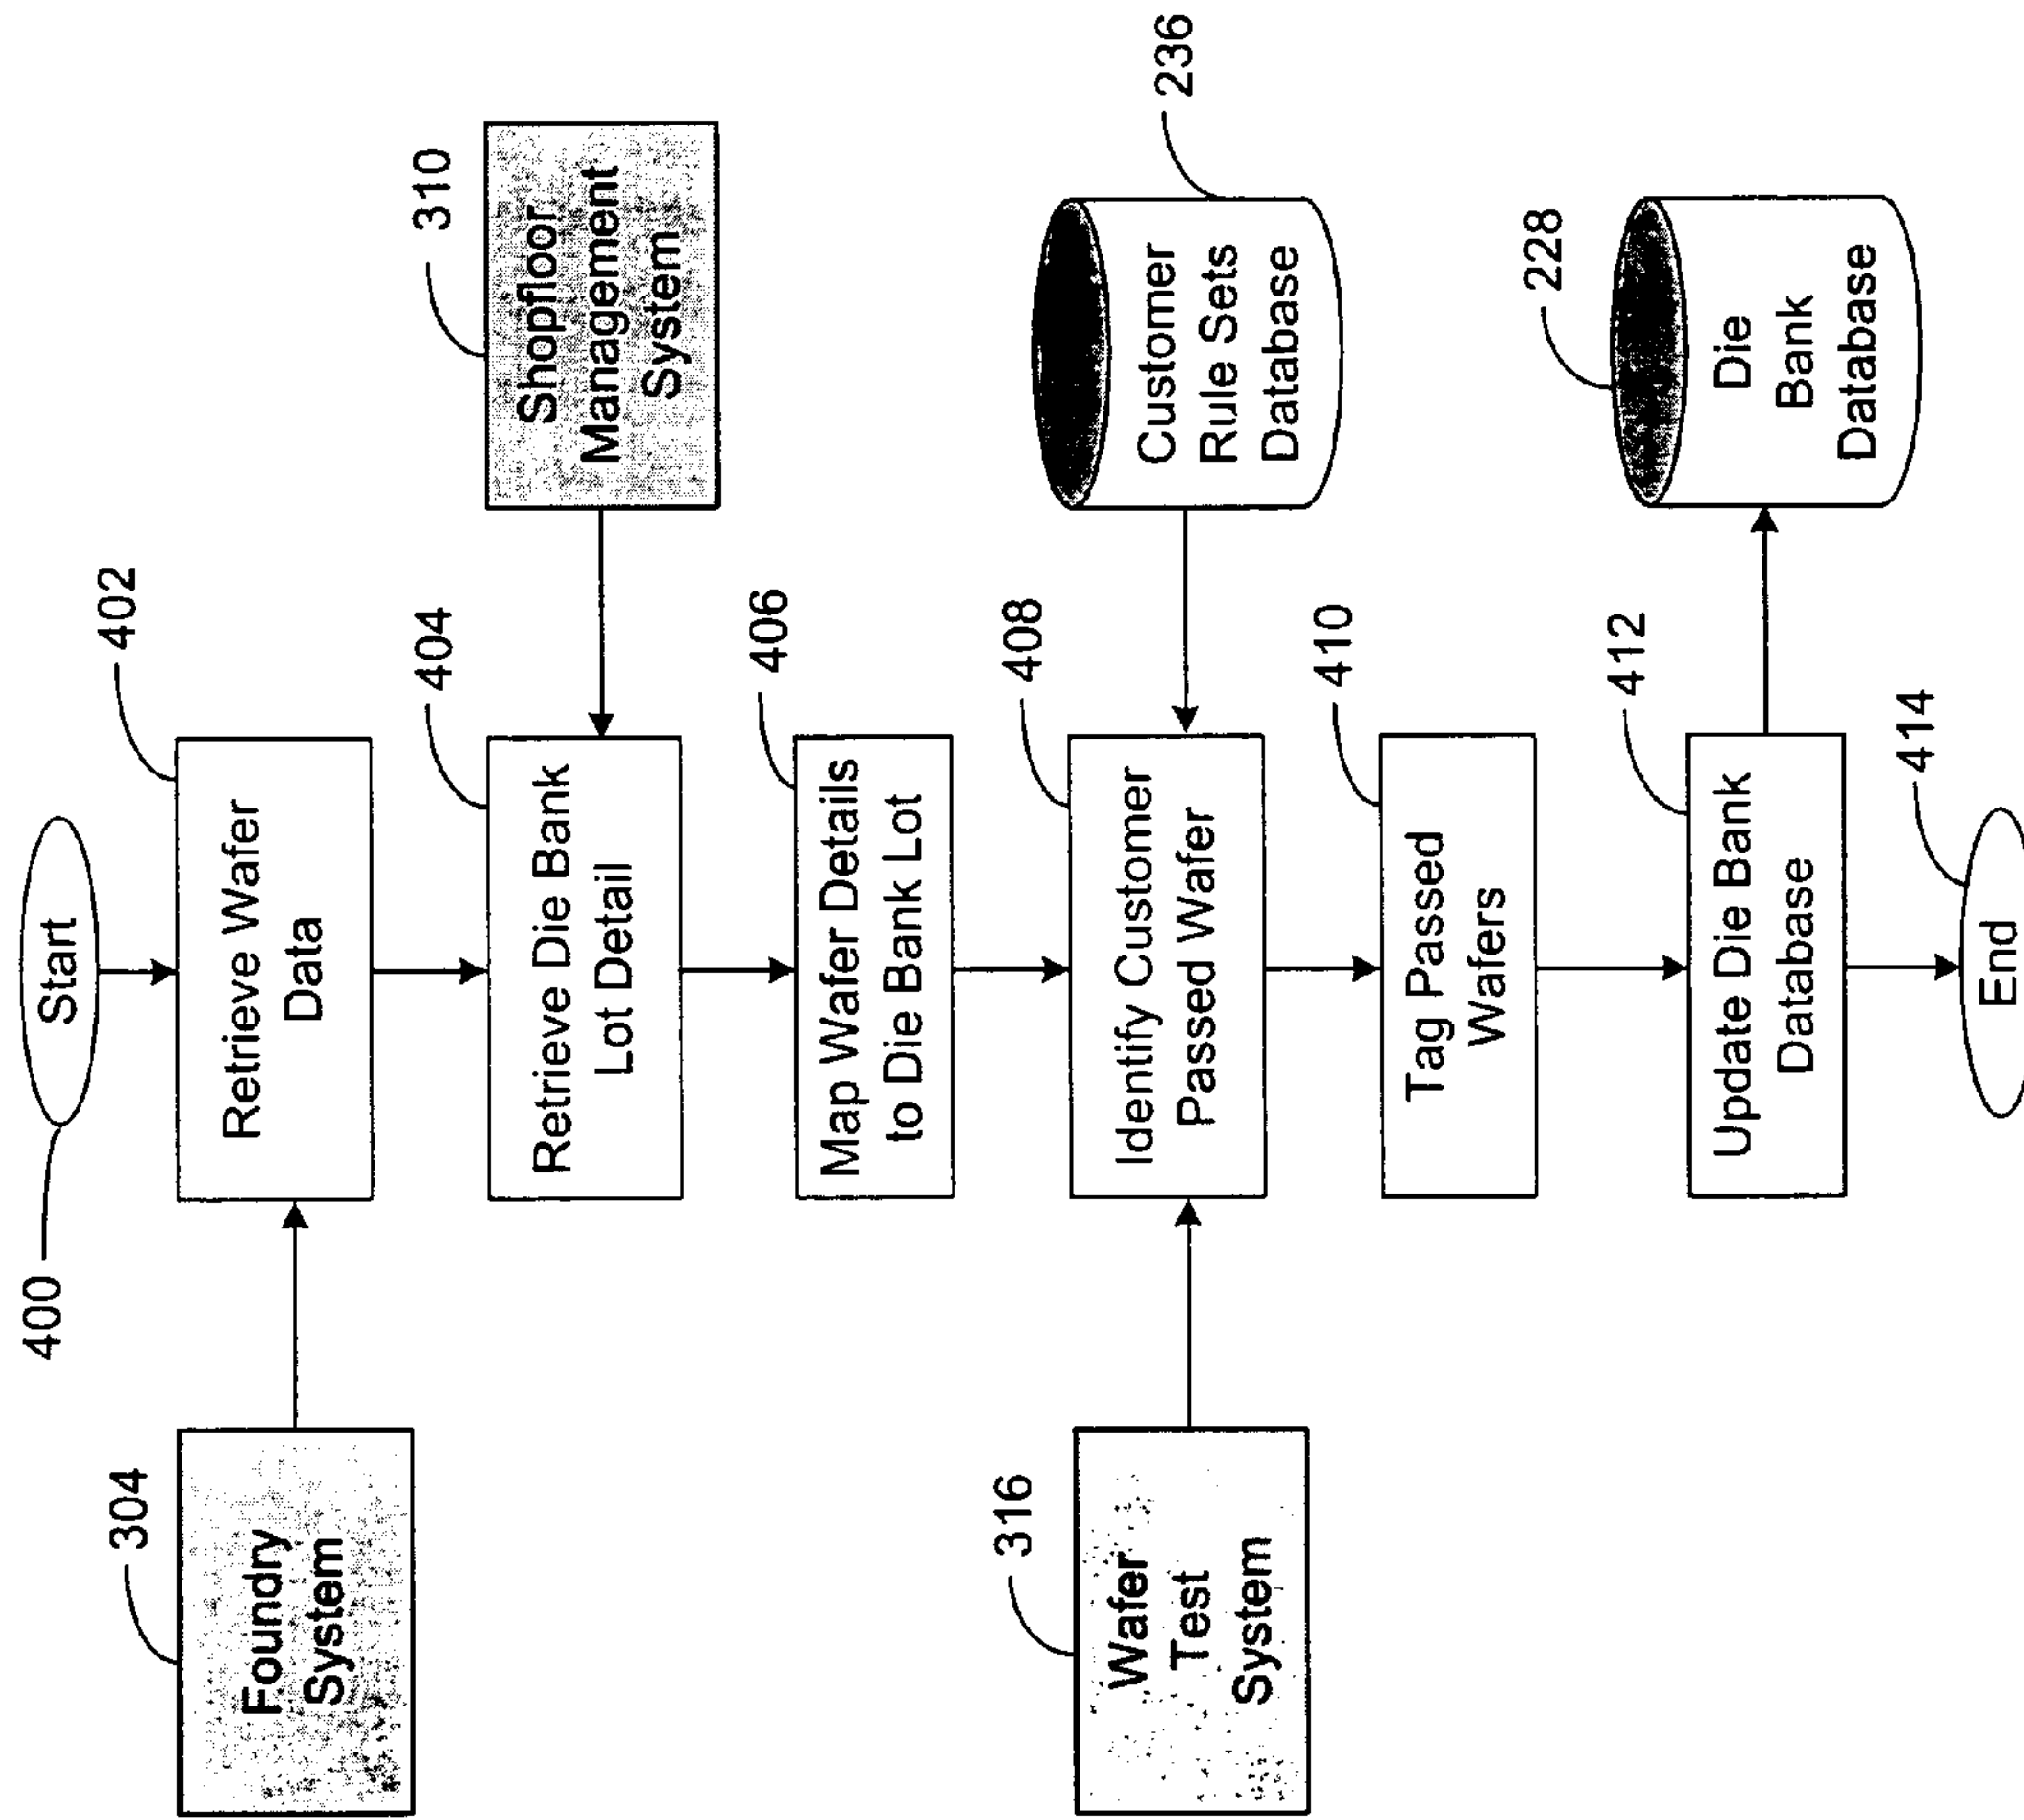 400
Start
402
304
Foundry
System
Retrieve Wafer
Data
404
310
Retrieve Die Bank
Lot Detail
Shopfloor
Management
System
406
Map Wafer Details
to Die Bank Lot
316
408
236
Wafer
Test
System
Identify Customer
Passed Wafer
Customer
Rule Sets
Database
410
Tag Passed
Wafers
412
228
Update Die Bank
Database
Die
Bank
Database
414
End